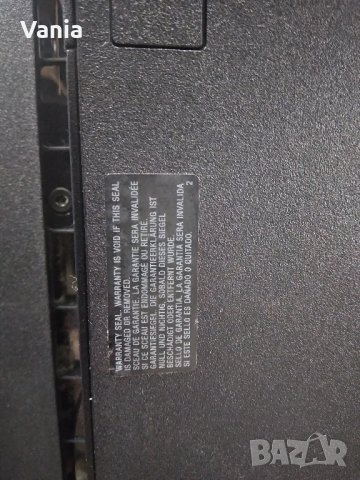 Vania
WARRANTY SEAL. WARRANTY IS VOID IF THIS SEAL
IS DAMAGED OR REMOVED.
SCEAU DE GARANTIE. LA GARANTIE SERA INVALIDÉE
SI CE SCEAU EST ENDOMMAGÉ OU RETIRÉ.
GARANTIESIEGEL. DIE GARANTIEERKLÄRUNG IST
NULL UND NICHTIG, SOBALD DIESES SIEGEL
BESCHÄDIGT ODER ENTFERNT WURDE.
SELLO DE GARANTÍA. LA GARANTÍA SERÁ INVALIDA
SI ESTE SELLO ES DAÑADO O QUITADO.
2
BAZAR